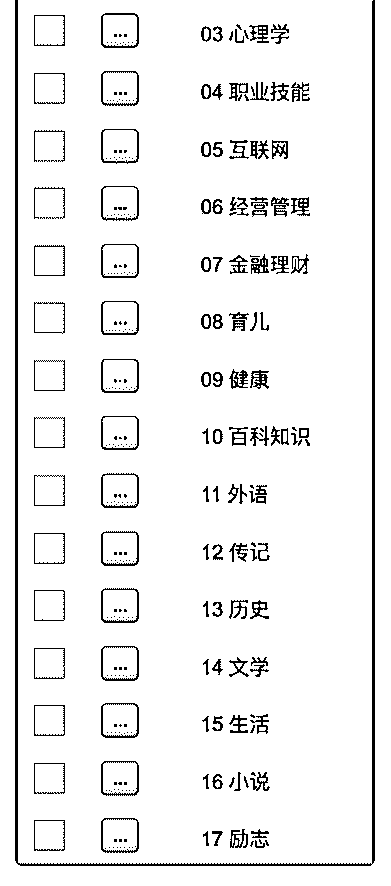 03 心理学
04 职业技能
05 互联网
06 经营管理
07 金融理财
08 育儿
09 健康
10 百科知识
11 外语
12 传记
13 历史
14 文学
15 生活
16 小说
17 励志